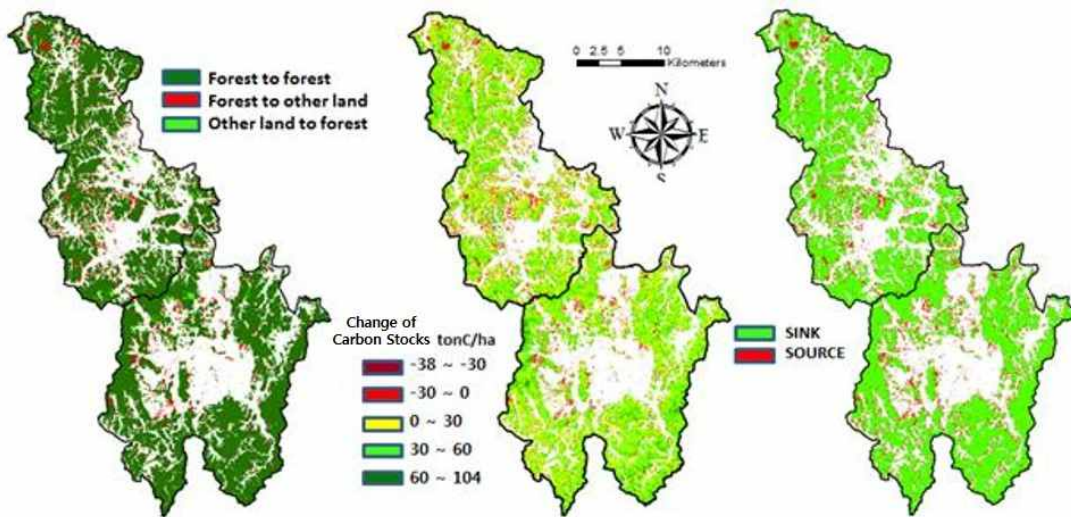 Forest to forest
Forest to other land
Other land to forest
0 2.5 5 10
Kilometers
N
W E
S
Change of
Carbon Stocks tonC/ha
-38 ~ -30
-30 ~ 0
0 ~ 30
30 ~ 60
60 ~ 104
SINK
SOURCE